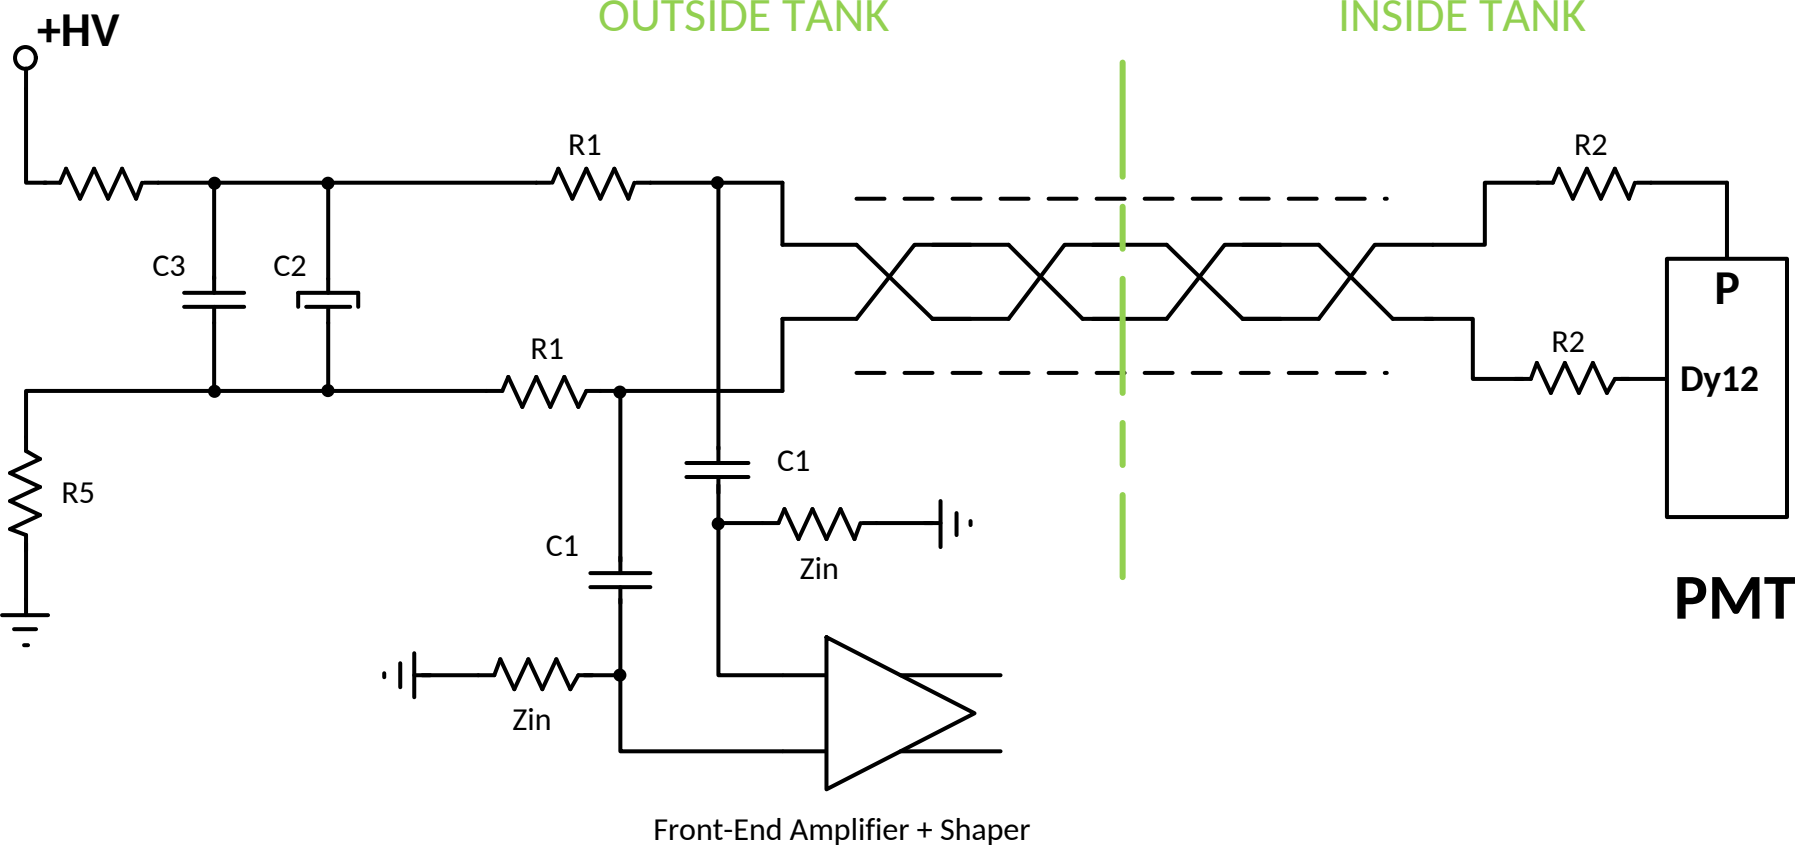 OUTSIDE TANK
INSIDE TANK
+HV
R1
R2
C3
C2
P
R1
R2
Dy12
C1
R5
C1
Zin
PMT
Zin
Front-End Amplifier + Shaper